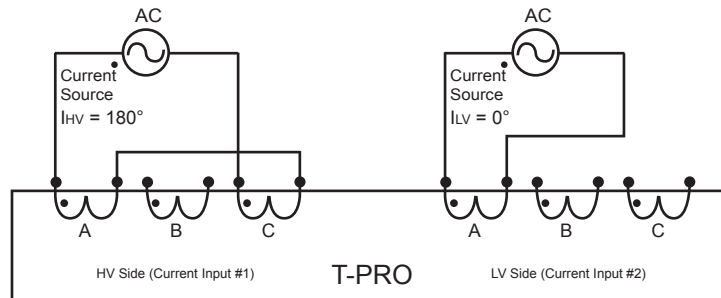 AC
Current
Source
IHV = 180°
AC
Current
Source
ILV = 0°
A
B
C
A
B
C
HV Side (Current Input #1)
T-PRO
LV Side (Current Input #2)